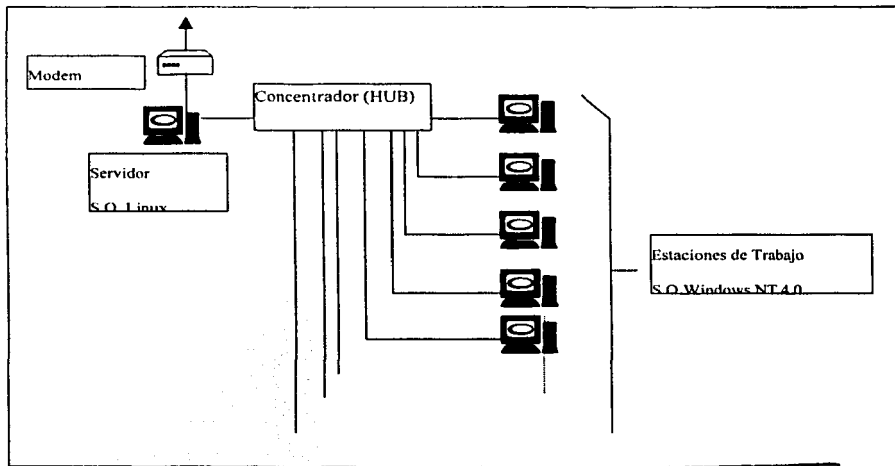 Modem
Concentrador (HUB)
Servidor
S.O. Linux
Estaciones de Trabajo
S.O Windows NT 4.0